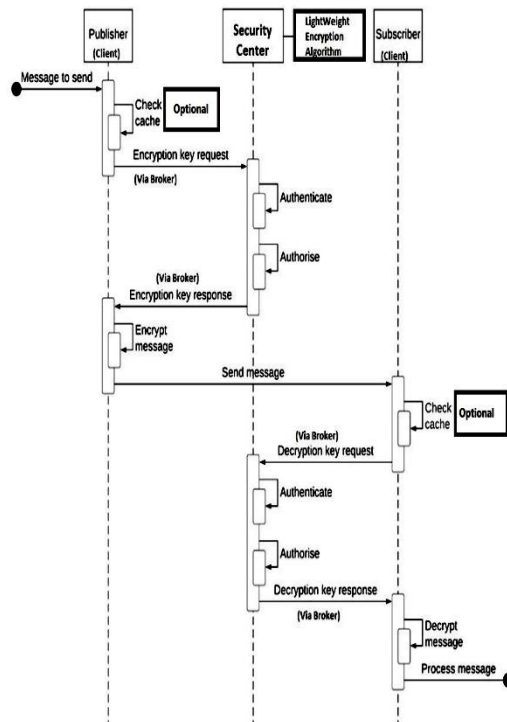 Publisher
(Client)
Security
Center
LightWeight
Encryption
Algorithm
Subscriber
(Client)
Message to send
Check
cache
Optional
Encryption key request
(Via Broker)
Authenticate
Authorise
(Via Broker)
Encryption key response
Encrypt
message
Send message
Check
cache
Optional
(Via Broker)
Decryption key request
Authenticate
Authorise
Decryption key response
(Via Broker)
Decrypt
message
Process message